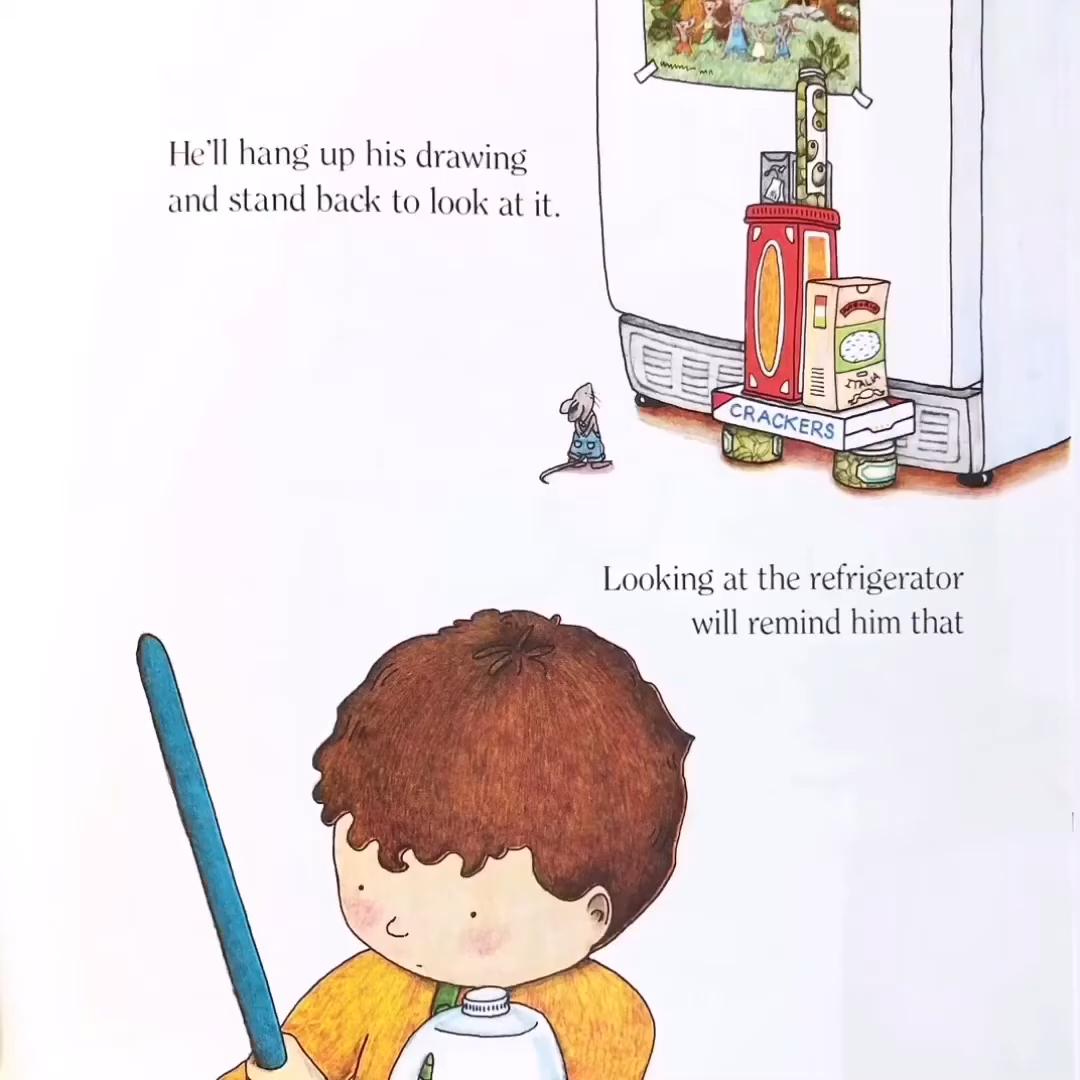 He'll hang up his drawing
and stand back to look at it.
ITALIA
CRACKERS
Looking at the refrigerator
will remind him that